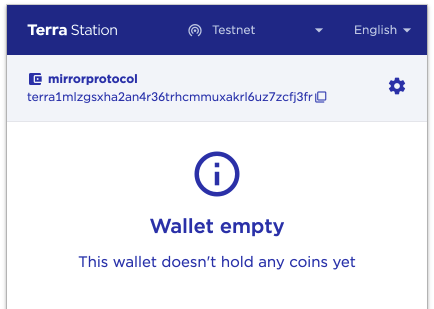 Terra Station Testnet English
mirrorprotocol
terra1mlzgsxha2an4r36trhcmmuxakrl6uz7zcfj3fr
Wallet empty
This wallet doesn't hold any coins yet